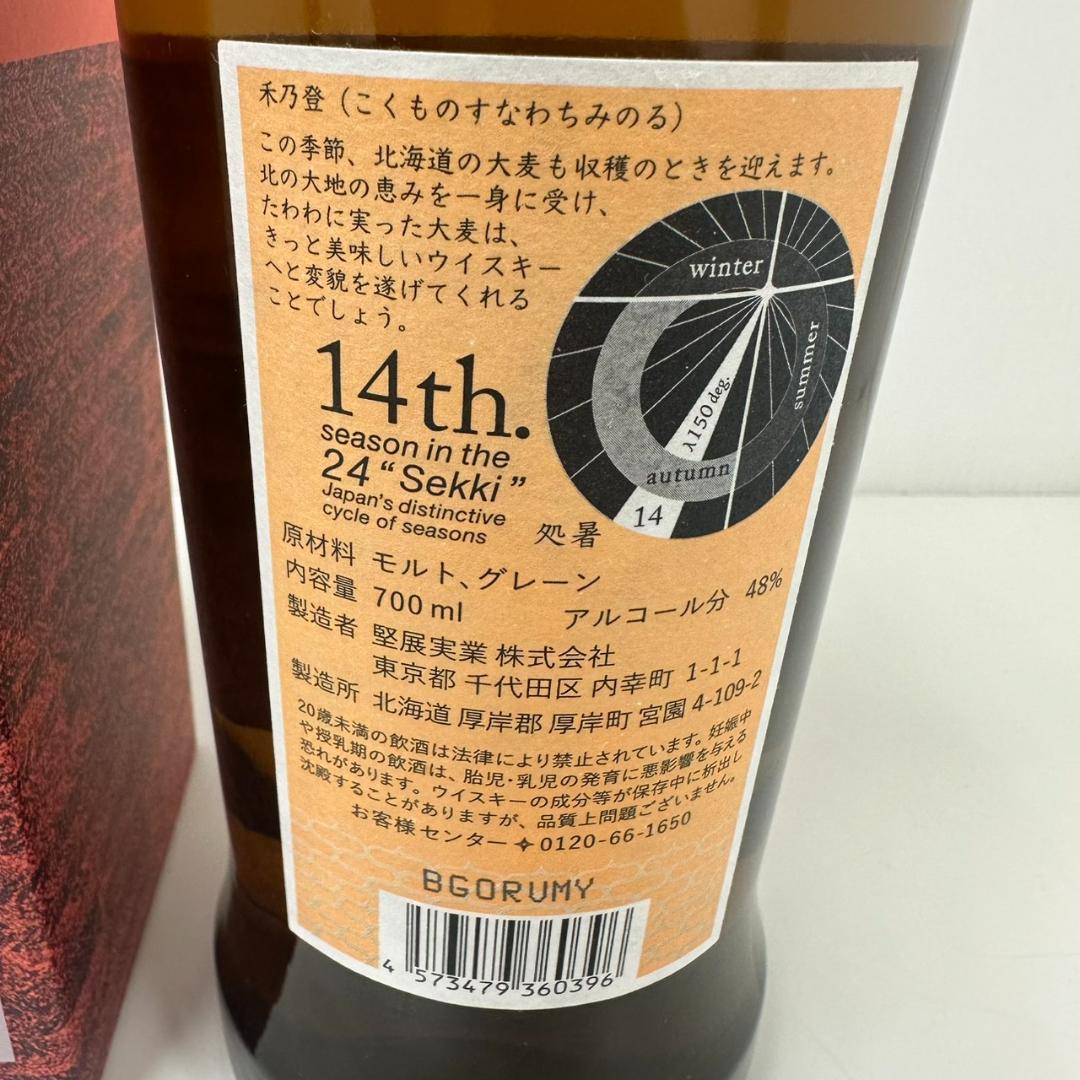 禾乃登（こくものすなわちみのる）
この季節、北海道の大麦も収穫のときを迎えます。
北の大地の恵みを一身に受け、
たわわに実った大麦は、
きっと美味しいウイスキー
へと変貌を遂げてくれる
ことでしょう。
winter
summer
λ150 deg.
autumn
14
14th.
season in the
24 “Sekki”
Japan's distinctive
cycle of seasons
処暑
原材料 モルト、グレーン
内容量 700 ml アルコール分 48%
製造者 堅展実業 株式会社
東京都 千代田区 内幸町 1-1-1
製造所 北海道 厚岸郡 厚岸町 宮園 4-109-2
20歳未満の飲酒は法律により禁止されています。妊娠中
や授乳期の飲酒は、胎児・乳児の発育に悪影響を与える
恐れがあります。ウイスキーの成分等が保存中に析出し
沈殿することがありますが、品質上問題ございません。
お客様センター✦0120-66-1650
BGORUMY
4 573479 360396